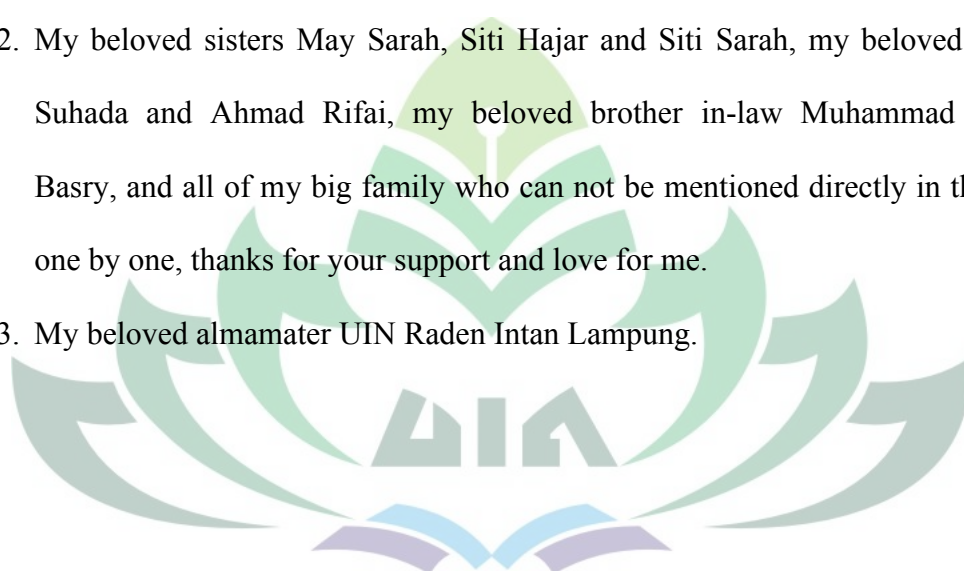 2. My beloved sisters May Sarah, Siti Hajar and Siti Sarah, my beloved
Suhada and Ahmad Rifai, my beloved brother in-law Muhammad
Basry, and all of my big family who can not be mentioned directly in
one by one, thanks for your support and love for me.
3. My beloved almamater UIN Raden Intan Lampung.
UIN